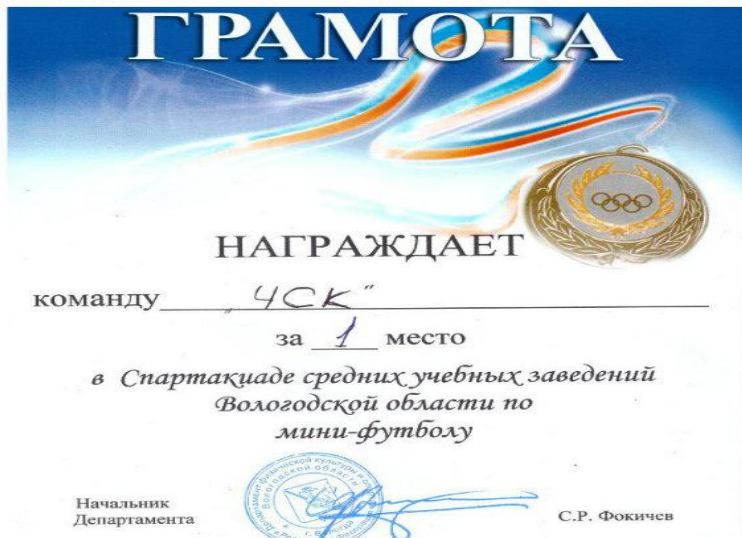 ГРАМОТА
НАГРАЖДАЕТ
команду „ЧСК"
за 1 место
в Спартакиаде средних учебных заведений
Вологодской области по
мини-футболу
Начальник
Департамента
С.Р. Фокичев